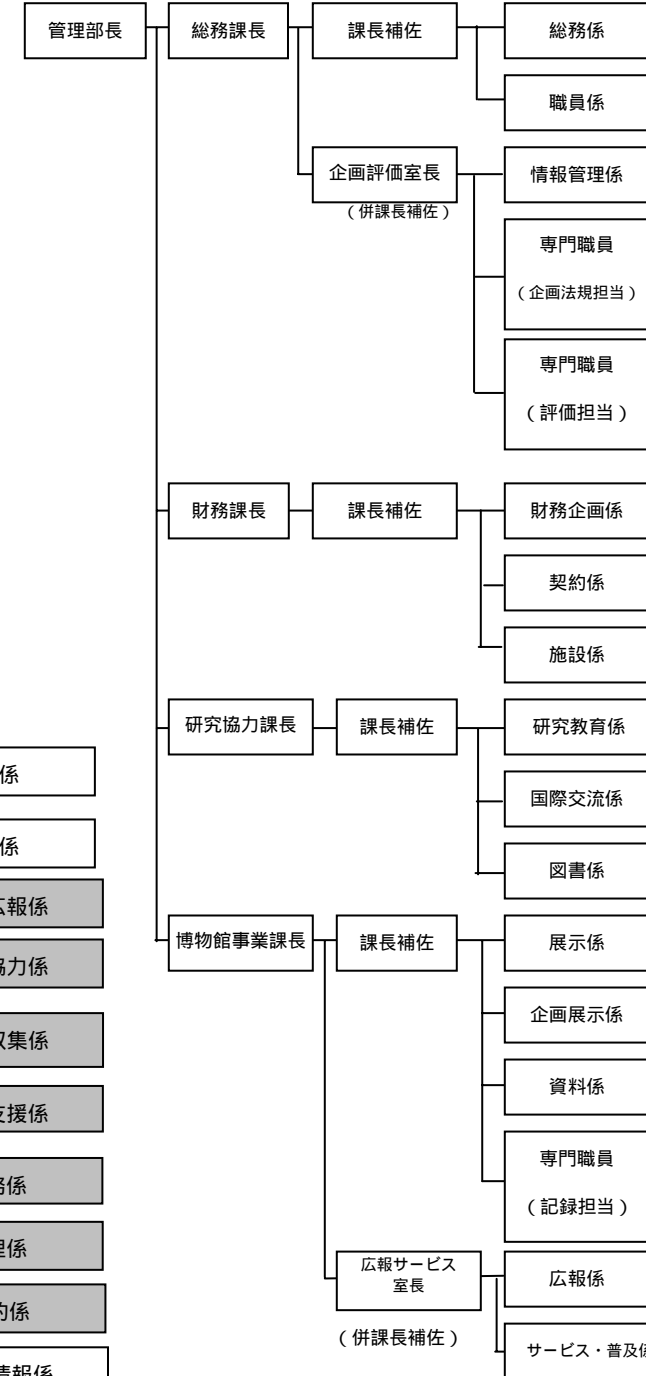 管理部長
総務課長
課長補佐
総務係
職員係
企画評価室長
（併課長補佐）
情報管理係
専門職員
（企画法規担当）
専門職員
（評価担当）
財務課長
課長補佐
財務企画係
契約係
施設係
研究協力課長
課長補佐
研究教育係
国際交流係
図書係
博物館事業課長
課長補佐
展示係
企画展示係
資料係
専門職員
（記録担当）
広報サービス
室長
（併課長補佐）
広報係
サービス・普及係
係
係
広報係
協力係
収集係
支援係
係
係
係
情報係